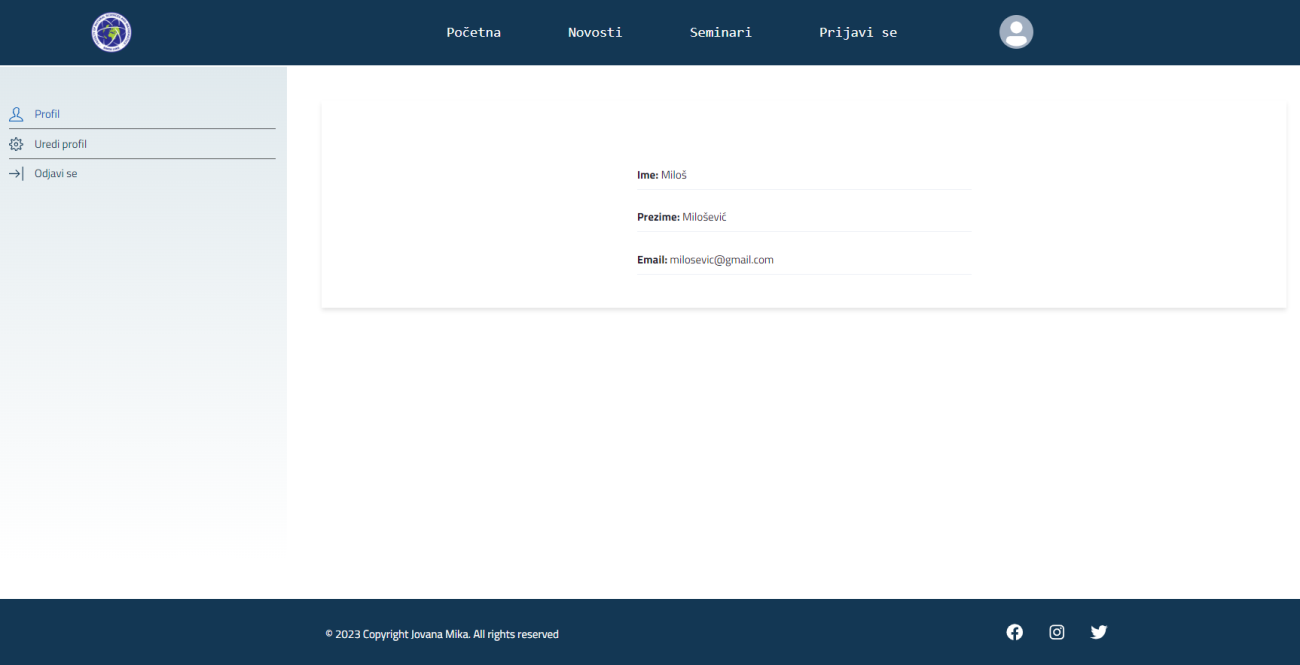 Početna Novosti Seminari Prijavi se
Profil
Uredi profil
Odjavi se
Ime: Miloš
Prezime: Milošević
Email: milosevic@gmail.com
© 2023 Copyright Jovana Mika. All rights reserved